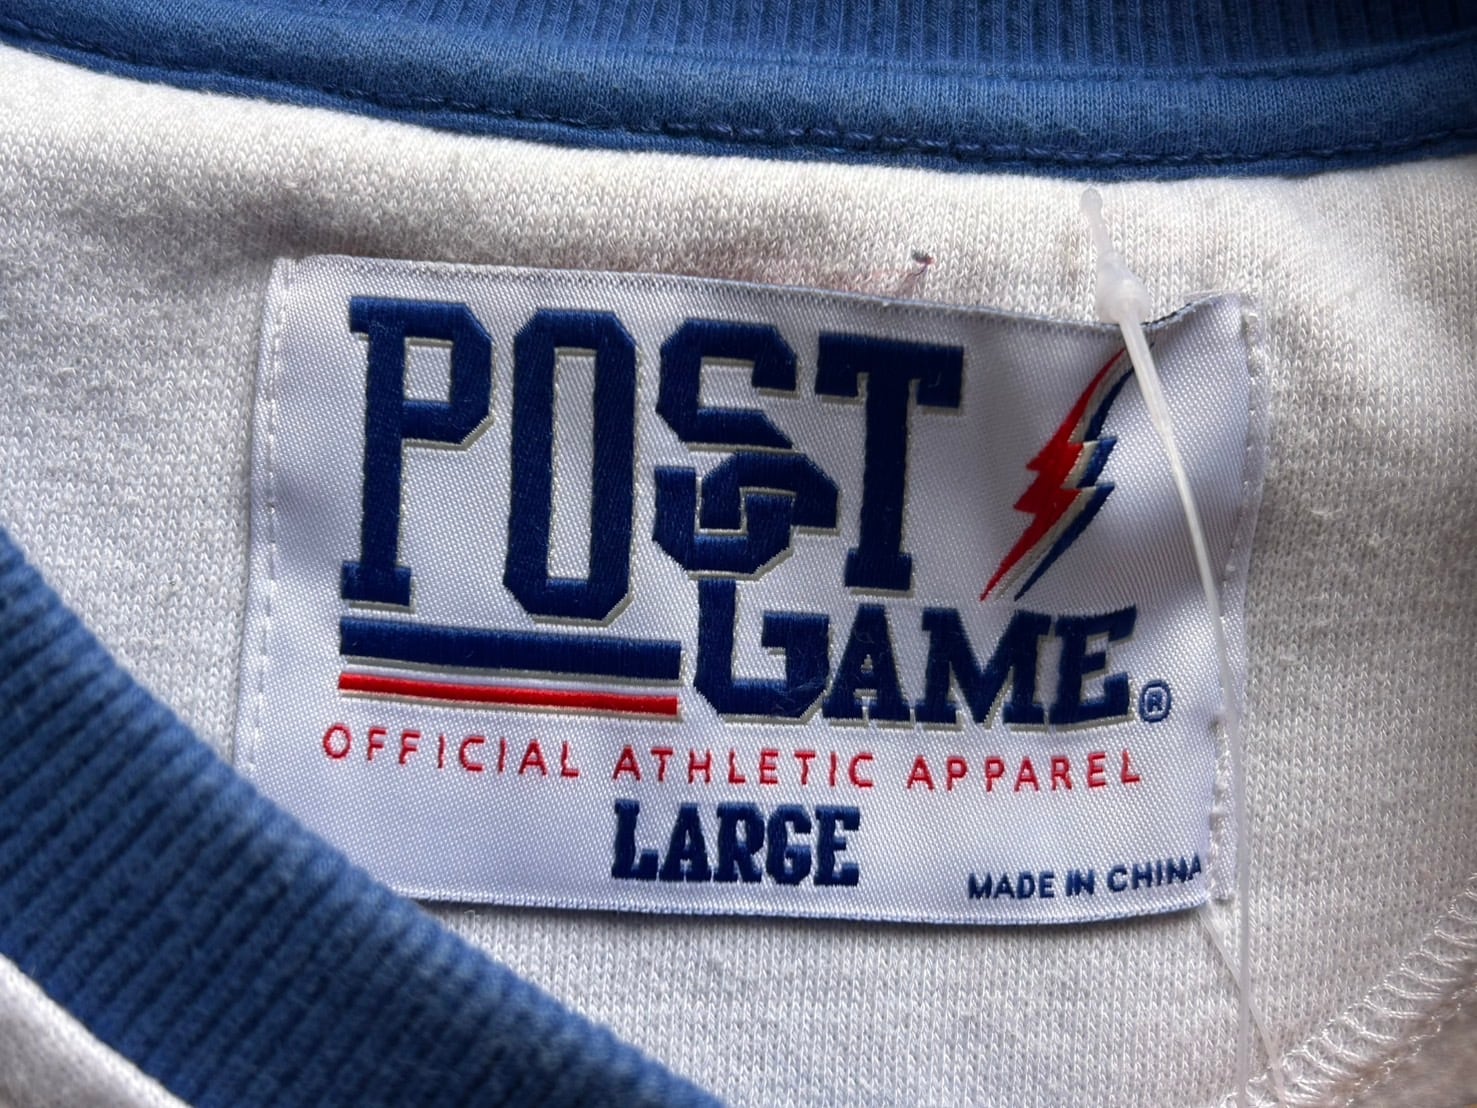 POST
GAME®
OFFICIAL ATHLETIC APPAREL
LARGE
MADE IN CHINA